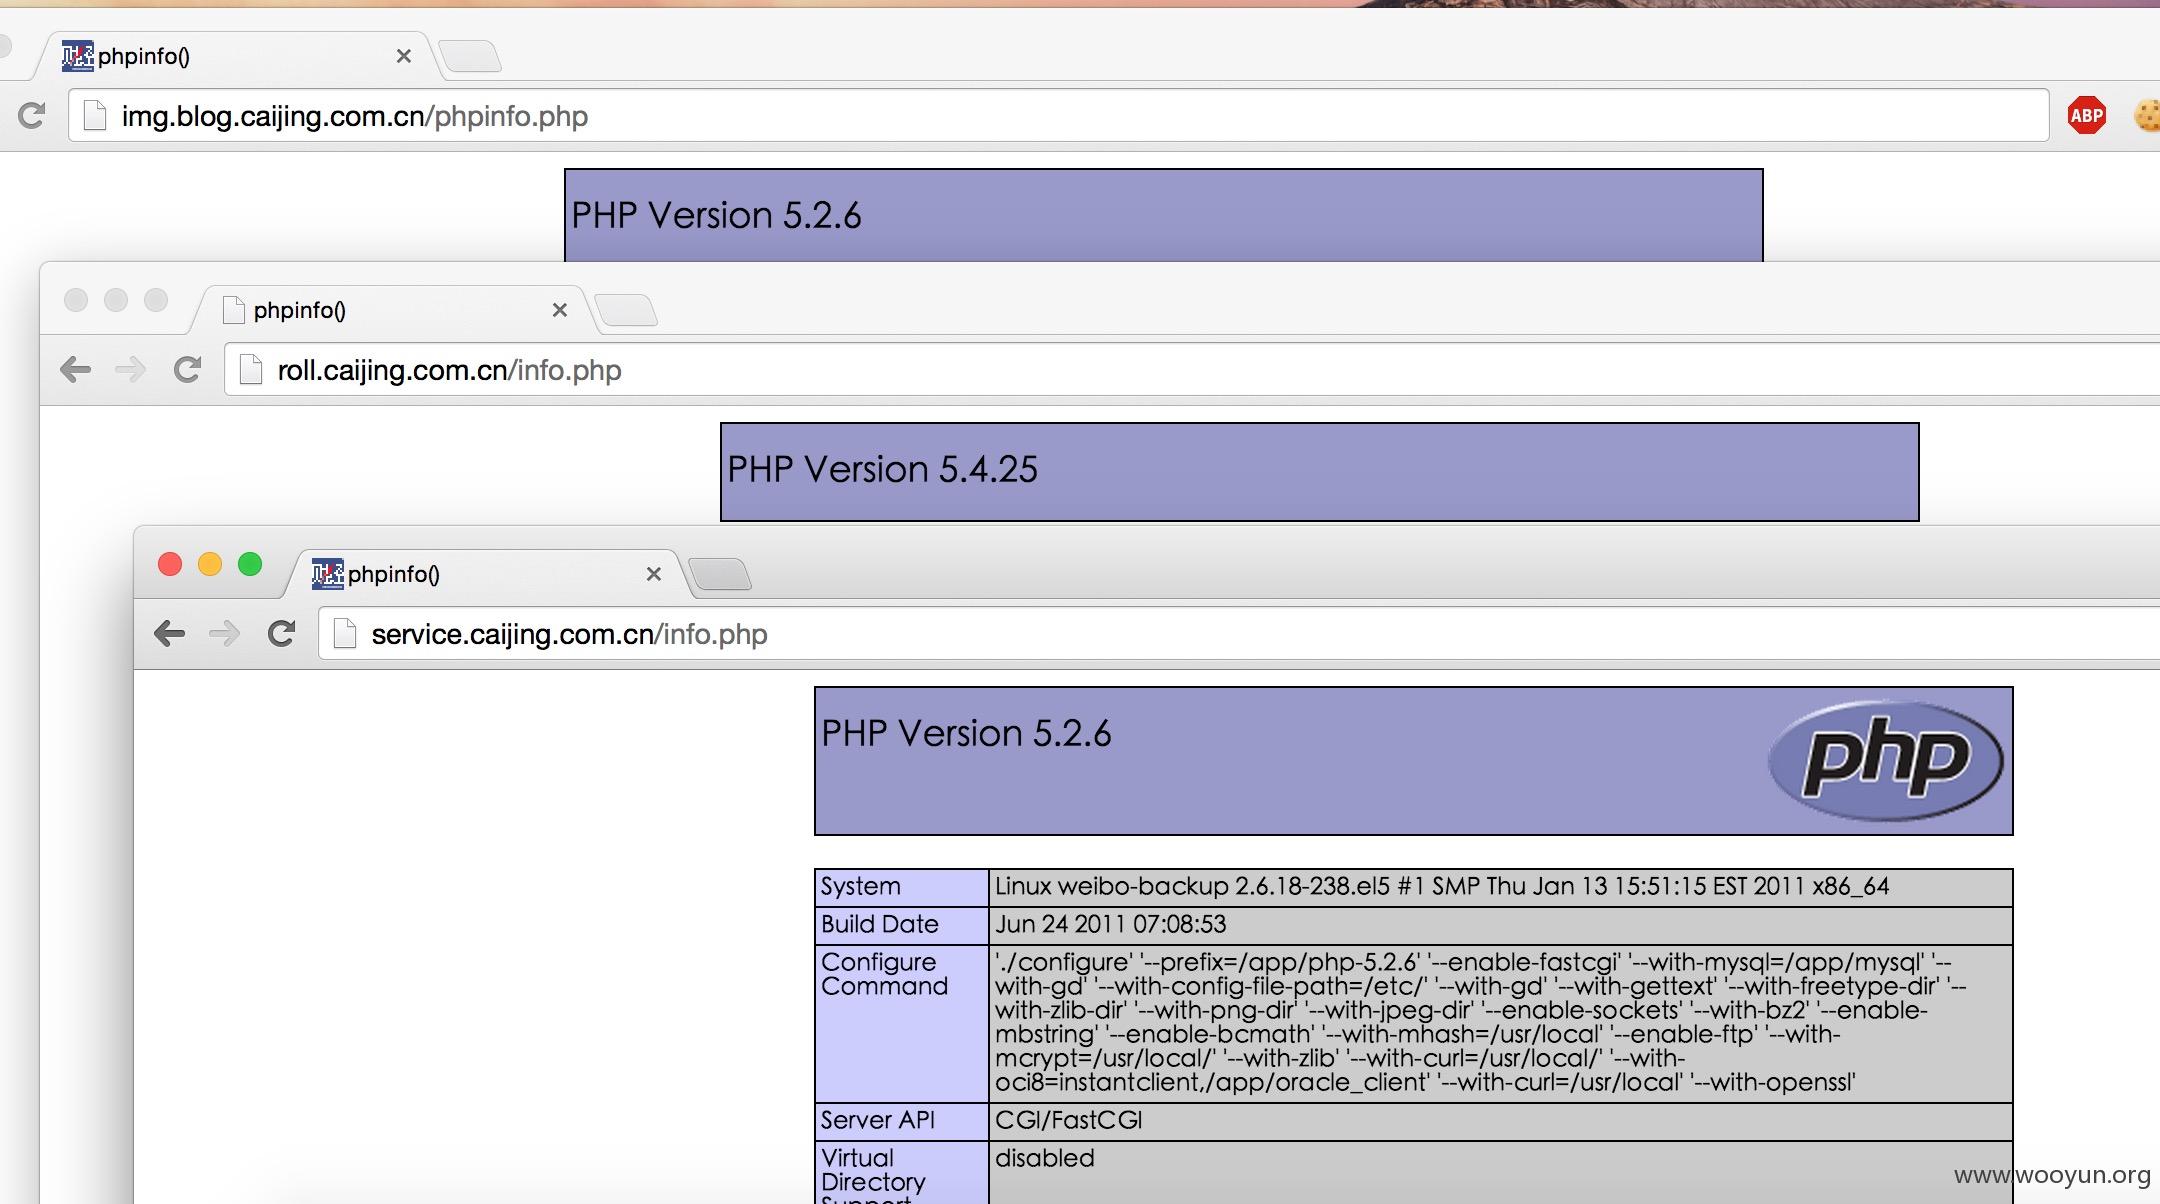 phpinfo()
img.blog.caijing.com.cn/phpinfo.php
ABP
PHP Version 5.2.6
phpinfo()
roll.caijing.com.cn/info.php
PHP Version 5.4.25
phpinfo()
service.caijing.com.cn/info.php
PHP Version 5.2.6
php
System
Linux weibo-backup 2.6.18-238.el5 #1 SMP Thu Jan 13 15:51:15 EST 2011 x86_64
Build Date
Jun 24 2011 07:08:53
Configure
Command
'./configure' '--prefix=/app/php-5.2.6' '--enable-fastcgi' '--with-mysql=/app/mysql' '--
with-gd' '--with-config-file-path=/etc/' '--with-gd' '--with-gettext' '--with-freetype-dir' '--
with-zlib-dir' '--with-png-dir' '--with-jpeg-dir' '--enable-sockets' '--with-bz2' '--enable-
mbstring' '--enable-bcmath' '--with-mhash=/usr/local' '--enable-ftp' '--with-
mcrypt=/usr/local/' '--with-zlib' '--with-curl=/usr/local/' '--with-
oci8=instantclient,/app/oracle_client' '--with-curl=/usr/local' '--with-openssl'
Server API
CGI/FastCGI
Virtual
Directory
Support
disabled
www.wooyun.org